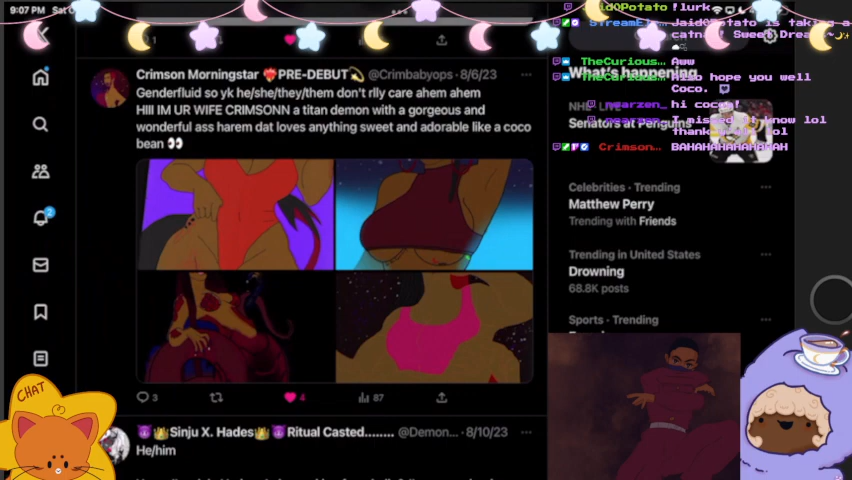 9:07 PM Sat
Crimson Morningstar ❤️‍🔥PRE-DEBUT💫 @Crimbabyops · 8/6/23
Genderfluid so yk he/she/they/them don't rlly care ahem ahem
HIII IM UR WIFE CRIMSONN a titan demon with a gorgeous and
wonderful ass harem dat loves anything sweet and adorable like a coco
bean 👀
3
4
87
😈👑Sinju X. Hades👑😈Ritual Casted........ @Demon... · 8/10/23
He/him
2
CHAT
!lurk
is taking a
TheCurious... Aww
hope you well
Coco.
nearzen_ hi coco!
I missed it know lol
lol
Crimson... BAHAHAHAHAHAHAH
What's happening
Senators at Penguins
Celebrities · Trending
Matthew Perry
Trending with Friends
Trending in United States
Drowning
68.8K posts
Sports · Trending